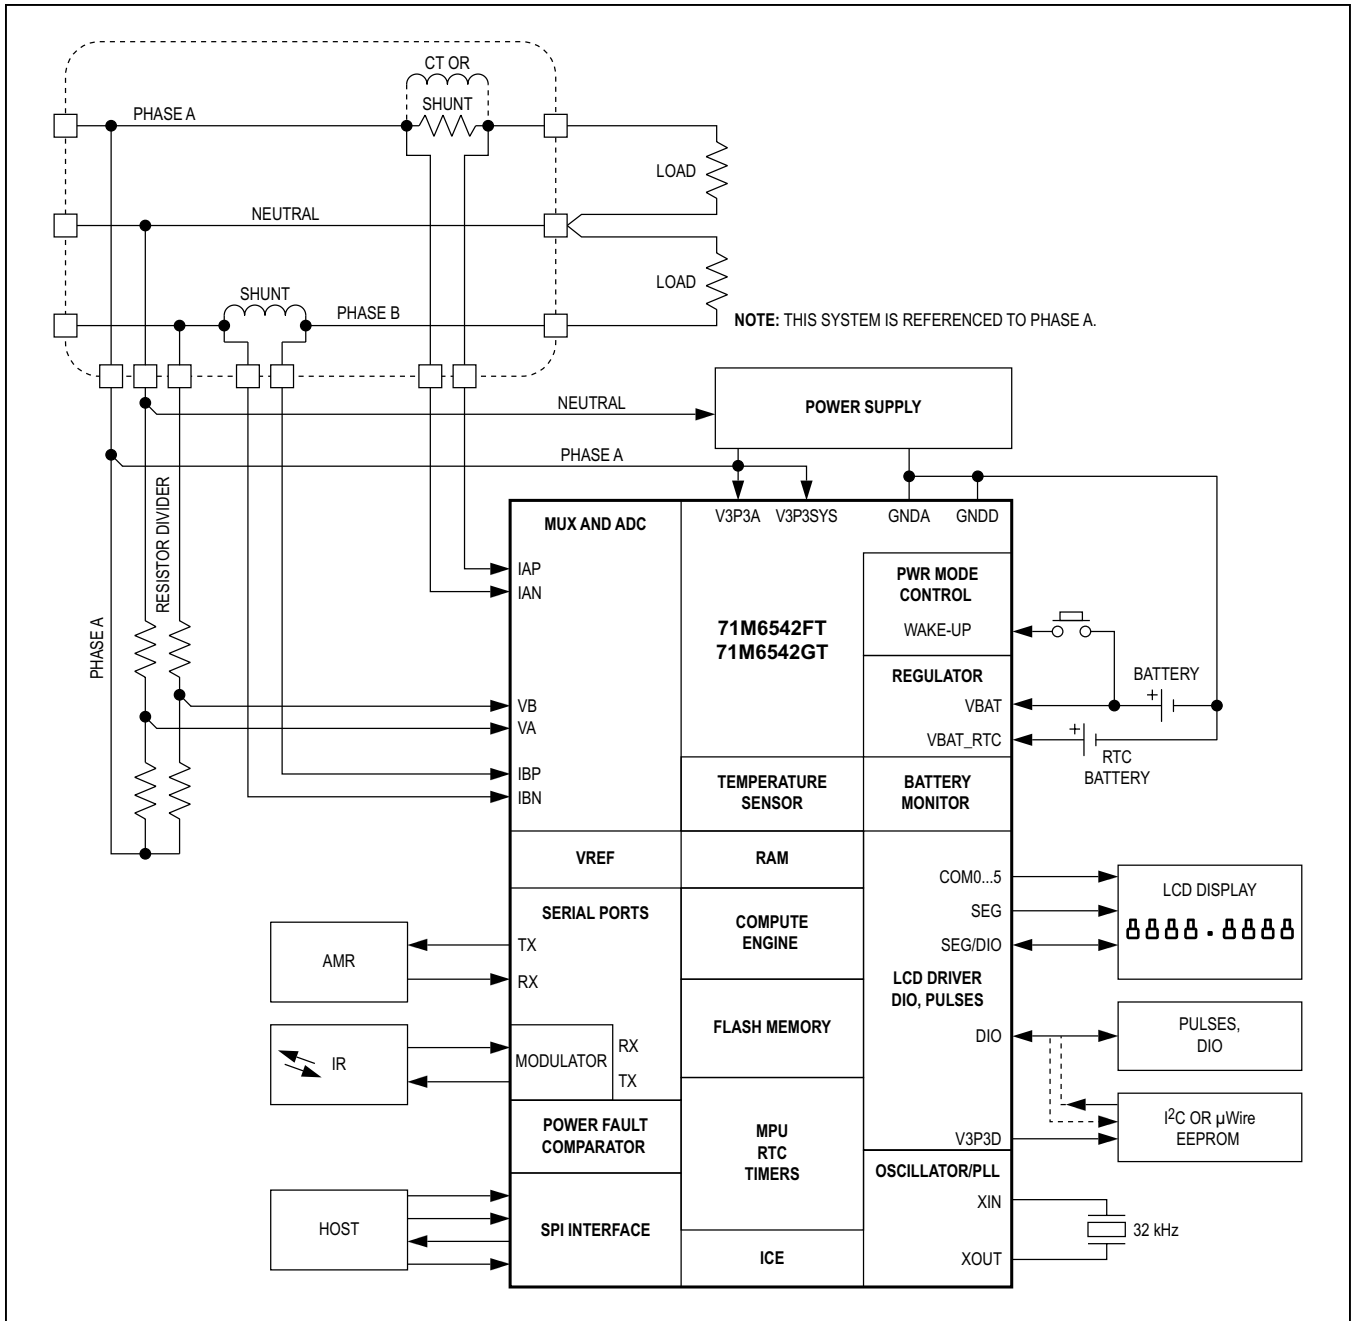 CT OR
SHUNT
PHASE A
LOAD
NEUTRAL
LOAD
SHUNT
PHASE B
NOTE: THIS SYSTEM IS REFERENCED TO PHASE A.
NEUTRAL
POWER SUPPLY
PHASE A
RESISTOR DIVIDER
PHASE A
V3P3A
V3P3SYS
GNDA
GNDD
MUX AND ADC
IAP
IAN
VB
VA
IBP
IBN
71M6542FT
71M6542GT
PWR MODE
CONTROL
WAKE-UP
REGULATOR
VBAT
VBAT_RTC
BATTERY
+
+
RTC
BATTERY
TEMPERATURE
SENSOR
BATTERY
MONITOR
VREF
RAM
COM0...5
SEG
SEG/DIO
LCD DRIVER
DIO, PULSES
DIO
V3P3D
LCD DISPLAY
8888.8888
SERIAL PORTS
TX
RX
AMR
COMPUTE
ENGINE
FLASH MEMORY
PULSES,
DIO
IR
MODULATOR
RX
TX
I2C OR µWire
EEPROM
POWER FAULT
COMPARATOR
MPU
RTC
TIMERS
OSCILLATOR/PLL
XIN
XOUT
32 kHz
HOST
SPI INTERFACE
ICE